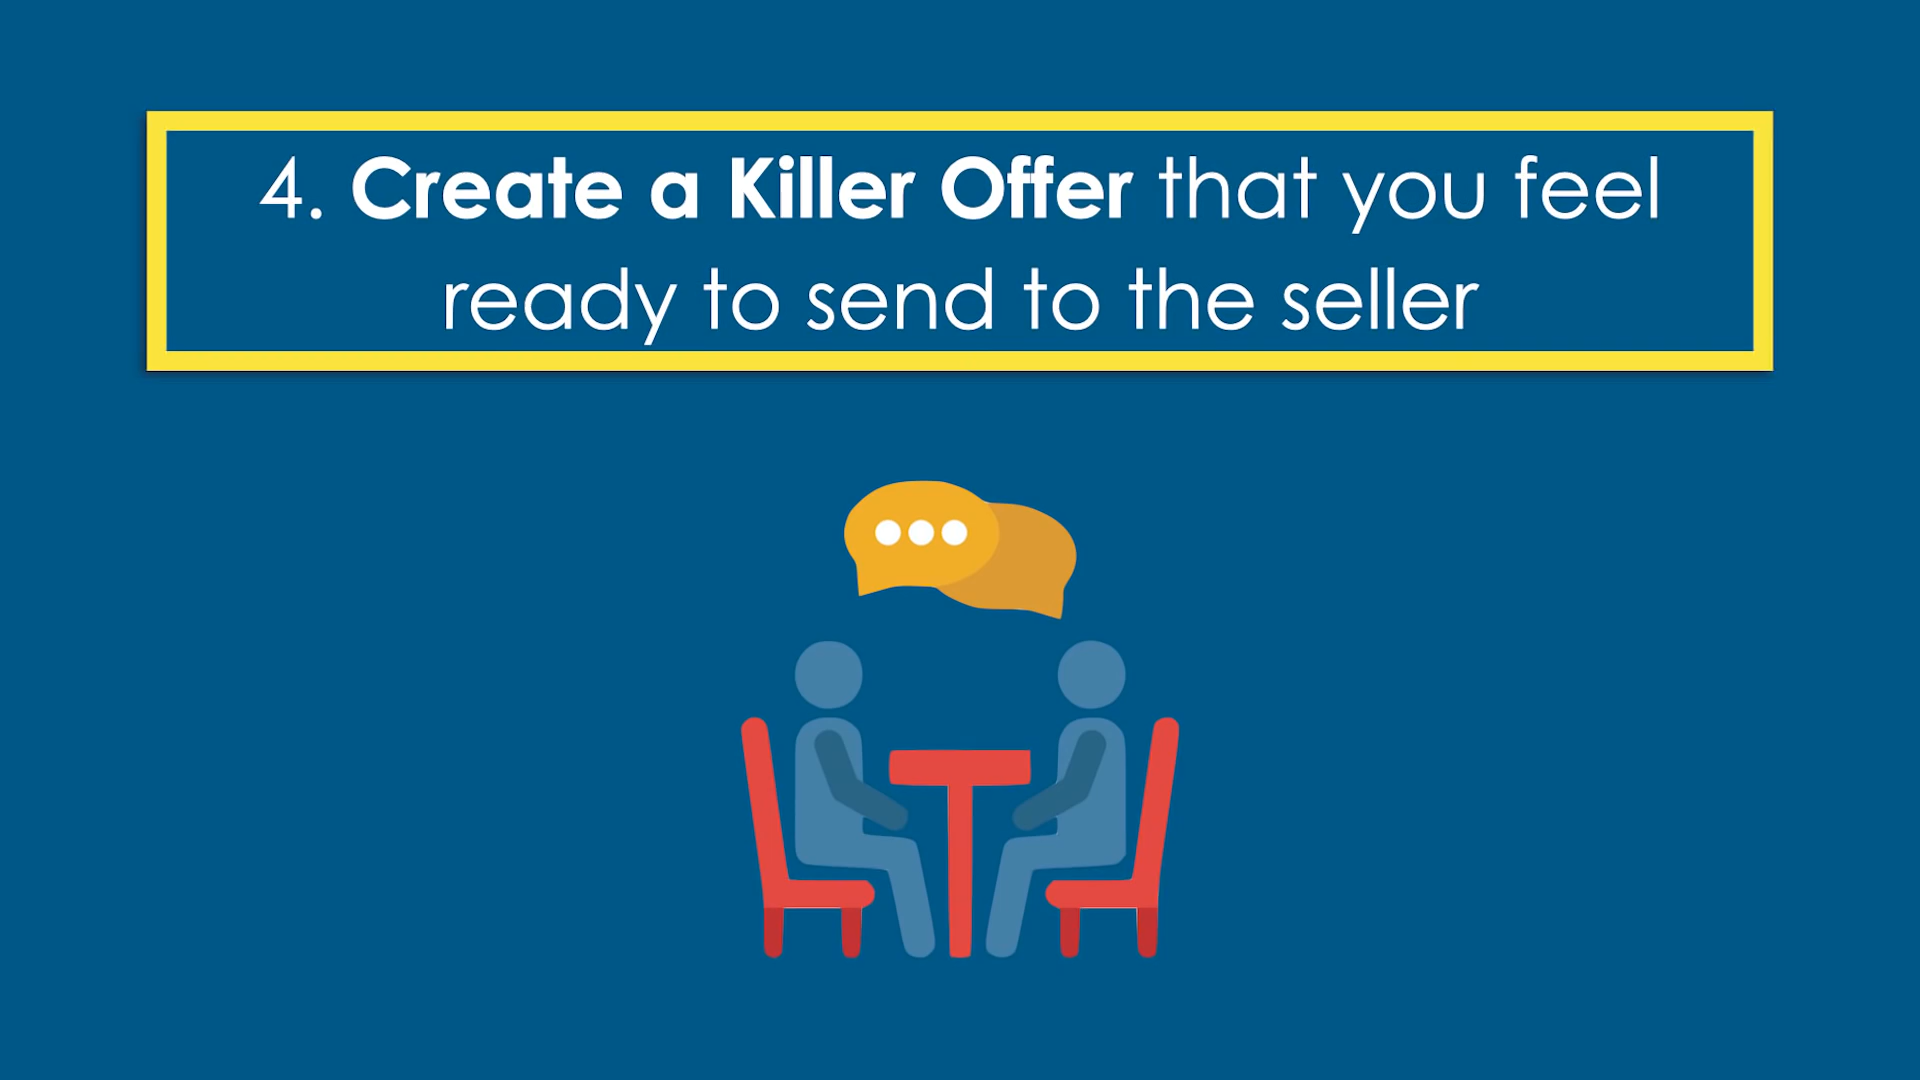 4. Create a Killer Offer that you feel
ready to send to the seller